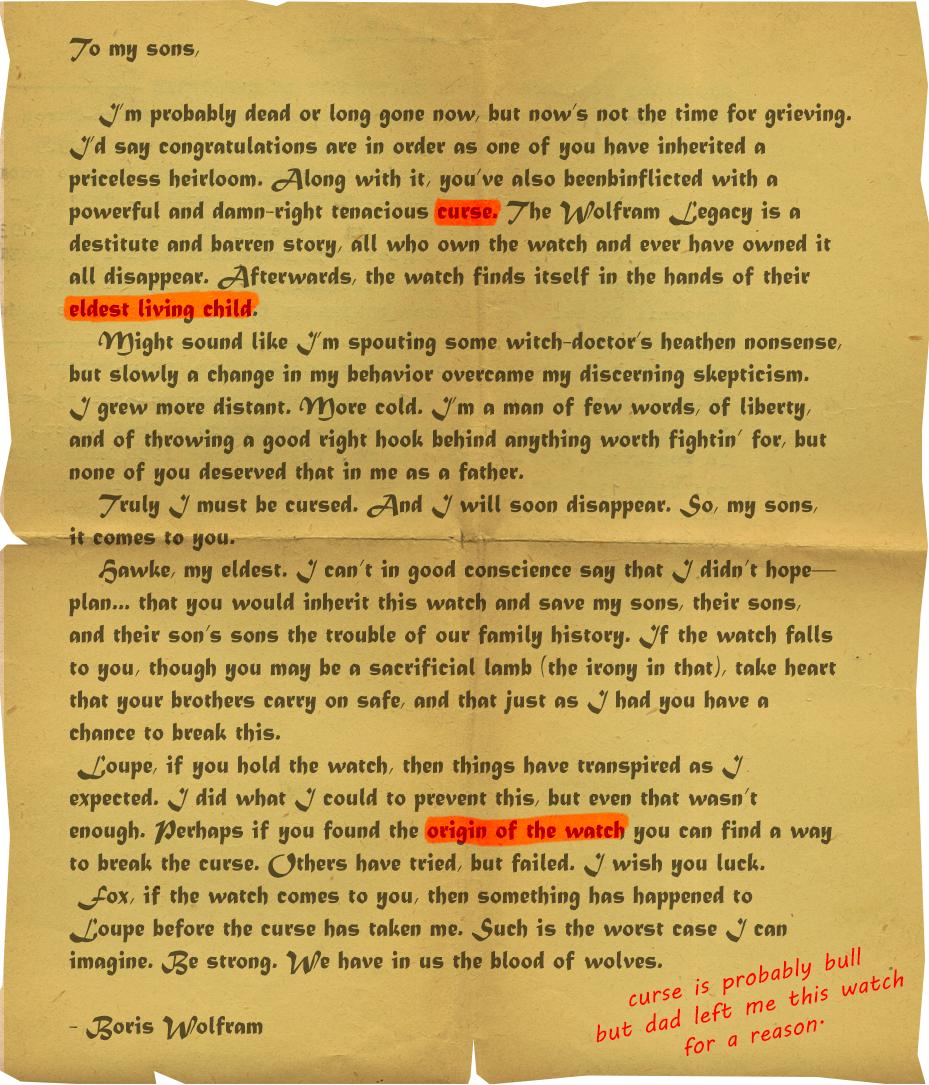 To my sons,
I'm probably dead or long gone now, but now's not the time for grieving.
I'd say congratulations are in order as one of you have inherited a
priceless heirloom. Along with it, you've also beenbinflicted with a
powerful and damn-right tenacious curse. The Wolfram Legacy is a
destitute and barren story, all who own the watch and ever have owned it
all disappear. Afterwards, the watch finds itself in the hands of their
eldest living child.
Might sound like I'm spouting some witch-doctor's heathen nonsense,
but slowly a change in my behavior overcame my discerning skepticism.
I grew more distant. More cold. I'm a man of few words, of liberty,
and of throwing a good right hook behind anything worth fightin' for, but
none of you deserved that in me as a father.
Truly I must be cursed. And I will soon disappear. So, my sons,
it comes to you.
Hawke, my eldest. I can't in good conscience say that I didn't hope—
plan... that you would inherit this watch and save my sons, their sons,
and their son's sons the trouble of our family history. If the watch falls
to you, though you may be a sacrificial lamb (the irony in that), take heart
that your brothers carry on safe, and that just as I had you have a
chance to break this.
Loupe, if you hold the watch, then things have transpired as I
expected. I did what I could to prevent this, but even that wasn't
enough. Perhaps if you found the origin of the watch you can find a way
to break the curse. Others have tried, but failed. I wish you luck.
Fox, if the watch comes to you, then something has happened to
Loupe before the curse has taken me. Such is the worst case I can
imagine. Be strong. We have in us the blood of wolves.
- Boris Wolfram
curse is probably bull
but dad left me this watch
for a reason.